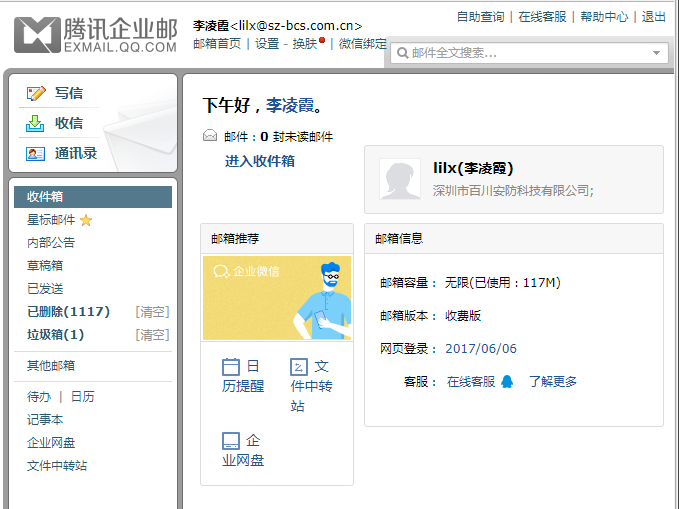 腾讯企业邮
EXMAIL.QQ.COM
李凌霞<lilx@sz-bcs.com.cn>
邮箱首页 | 设置 - 换肤 | 微信绑定
自助查询 | 在线客服 | 帮助中心 | 退出
邮件全文搜索...
写信
收信
通讯录
收件箱
星标邮件
内部公告
草稿箱
已发送
已删除(1117) [清空]
垃圾箱(1) [清空]
其他邮箱
待办 | 日历
记事本
企业网盘
文件中转站
下午好，李凌霞。
邮件：0 封未读邮件
进入收件箱
lilx(李凌霞)
深圳市百川安防科技有限公司;
邮箱推荐
企业微信
日
历提醒
文
件中转
站
企
业网盘
邮箱信息
邮箱容量： 无限(已使用：117M)
邮箱版本： 收费版
网页登录： 2017/06/06
客服： 在线客服 了解更多